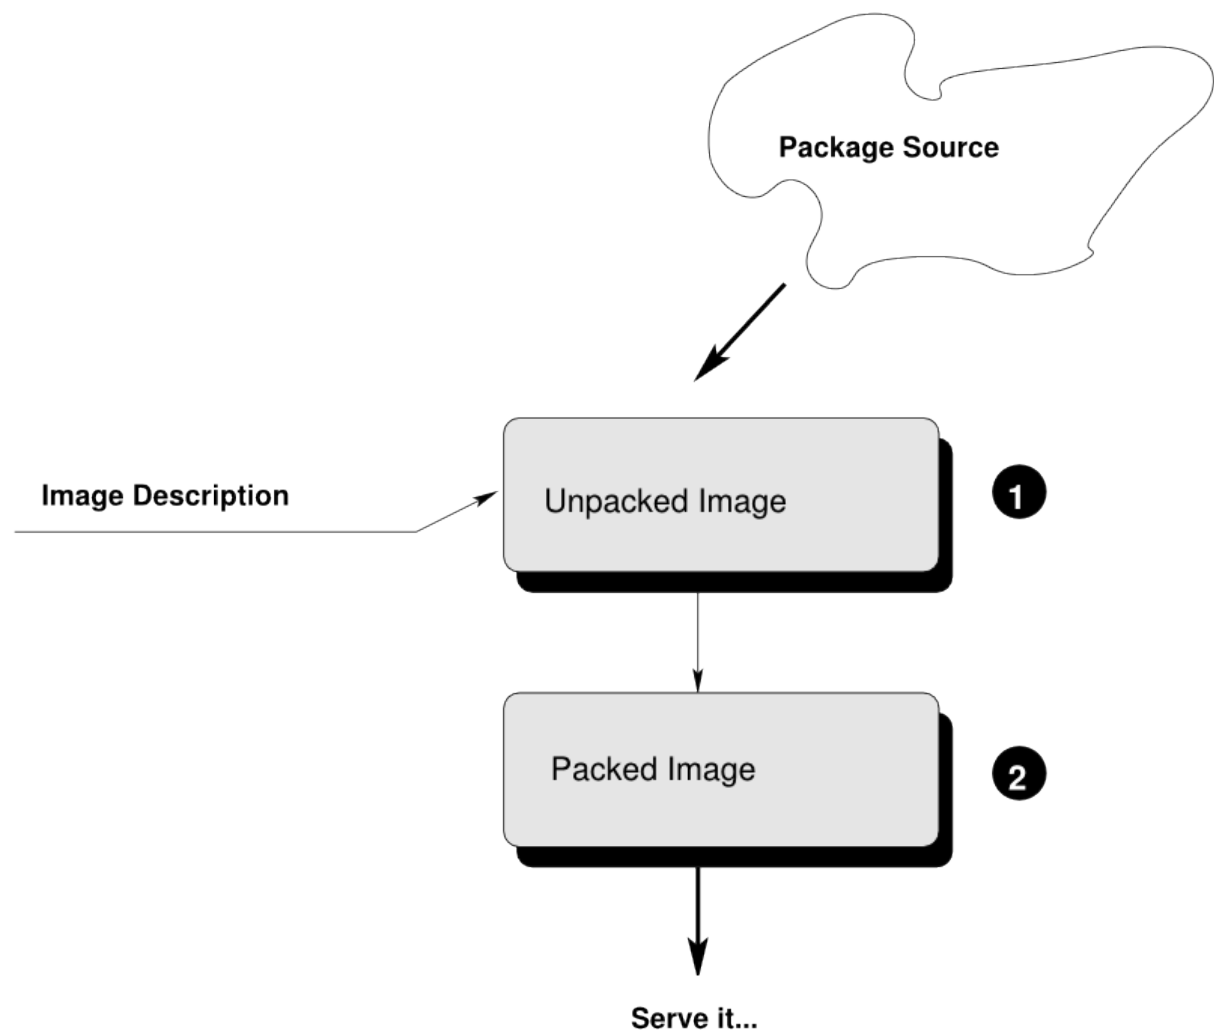 Package Source
Image Description
Unpacked Image
1
Packed Image
2
Serve it...